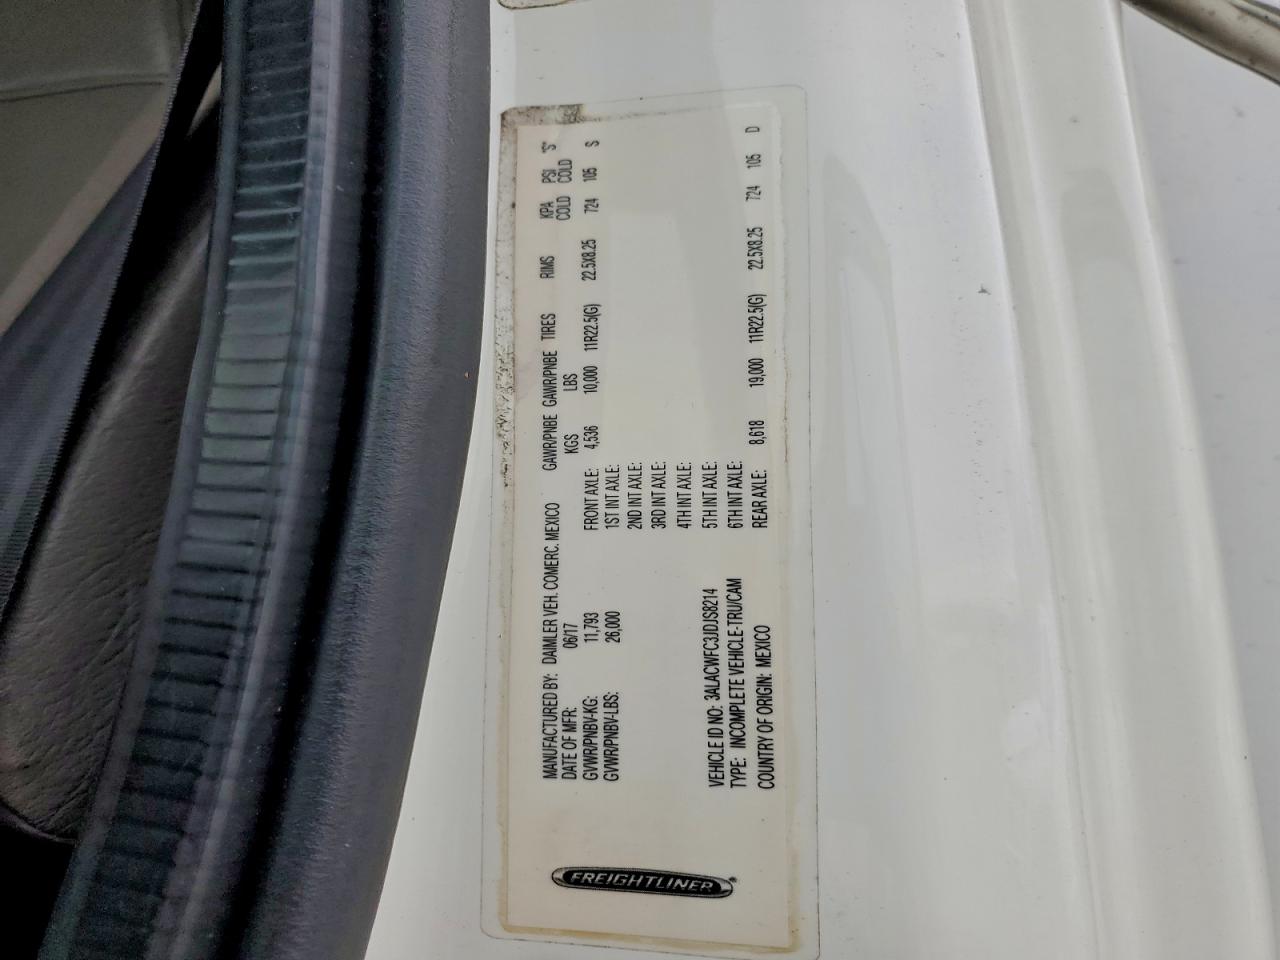 FREIGHTLINER
MANUFACTURED BY: DAIMLER VEH. COMERC. MEXICO
DATE OF MFR: 06/17
GVWR/PNBV-KG: 11,793
GVWR/PNBV-LBS: 26,000
VEHICLE ID NO: 3ALACWFC3JDJS8214
TYPE: INCOMPLETE VEHICLE-TRU/CAM
COUNTRY OF ORIGIN: MEXICO
GAWR/PNBE GAWR/PNBE TIRES RIMS KPA PSI "S"
KGS LBS COLD COLD
FRONT AXLE: 4,536 10,000 11R22.5(G) 22.5X8.25 724 105 S
1ST INT AXLE:
2ND INT AXLE:
3RD INT AXLE:
4TH INT AXLE:
5TH INT AXLE:
6TH INT AXLE:
REAR AXLE: 8,618 19,000 11R22.5(G) 22.5X8.25 724 105 D